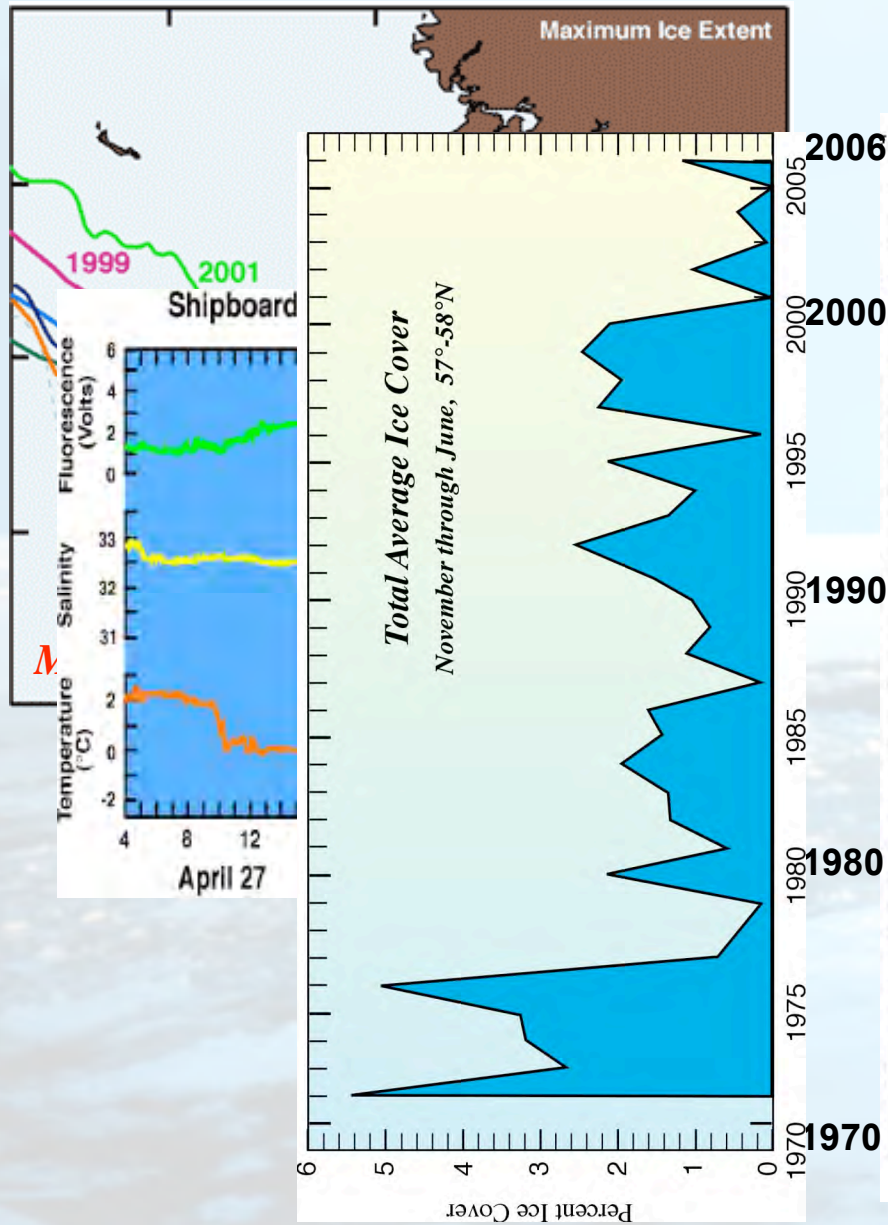 Maximum Ice Extent
1999
2001
M
Shipboard
Fluorescence
(Volts)
6
4
2
0
Salinity
33
32
31
Temperature
(°C)
2
0
-2
4
8
12
April 27
Total Average Ice Cover
November through June, 57°-58°N
Percent Ice Cover
6
5
4
3
2
1
0
1970
1975
1980
1985
1990
1995
2000
2005
2006
2000
1990
1980
1970